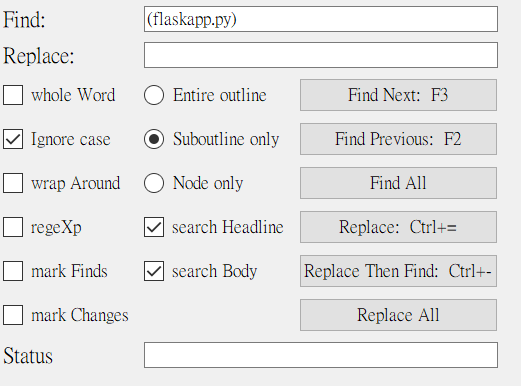 Find: (flaskapp.py)
Replace:
whole Word Entire outline Find Next: F3
Ignore case Suboutline only Find Previous: F2
wrap Around Node only Find All
regeXp search Headline Replace: Ctrl+=
mark Finds search Body Replace Then Find: Ctrl+-
mark Changes Replace All
Status